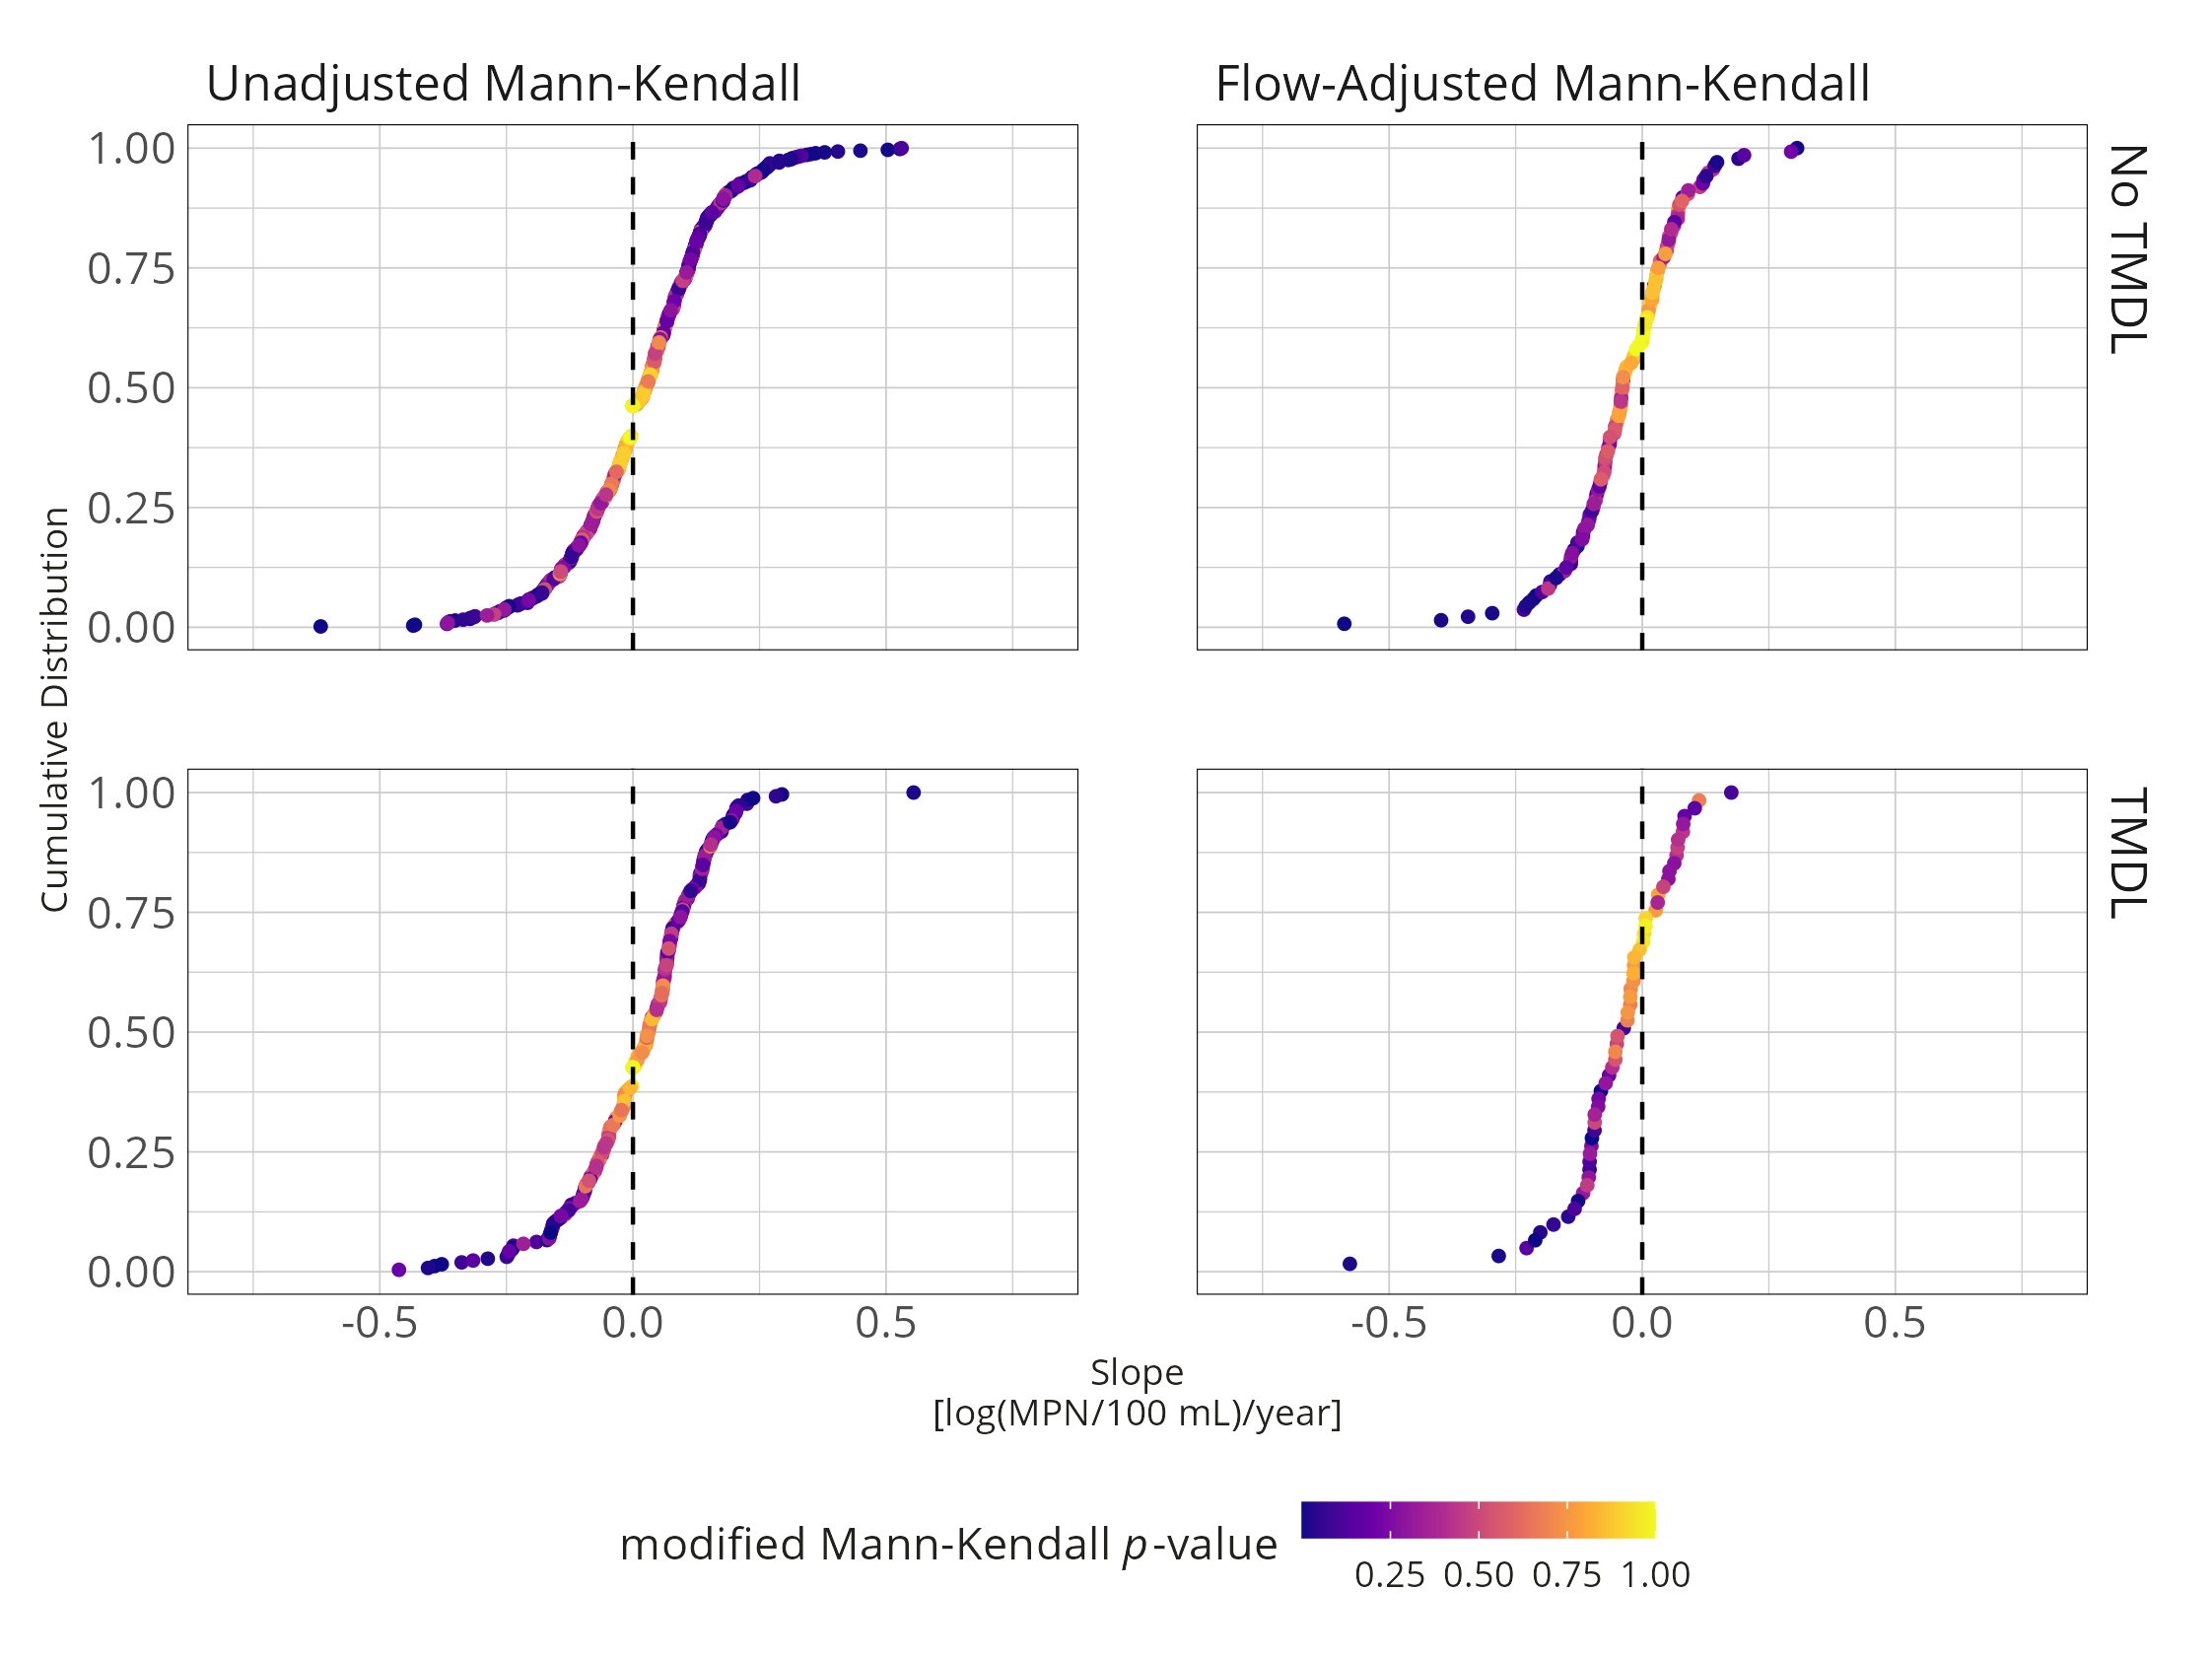 Unadjusted Mann-Kendall
Flow-Adjusted Mann-Kendall
1.00
0.75
0.50
0.25
0.00
No TMDL
Cumulative Distribution
1.00
0.75
0.50
0.25
0.00
TMDL
-0.5 0.0 0.5
-0.5 0.0 0.5
Slope
[log(MPN/100 mL)/year]
modified Mann-Kendall p-value
0.25 0.50 0.75 1.00